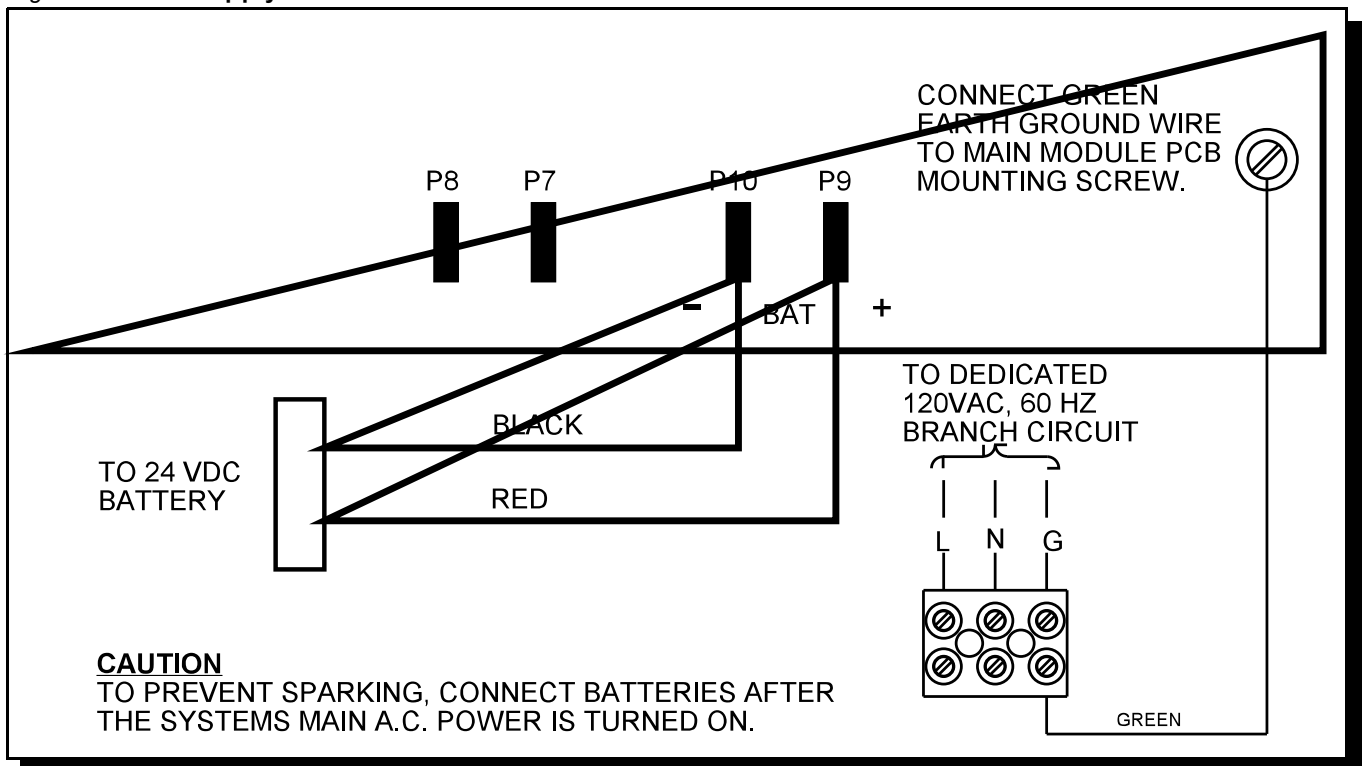 P8 P7 P10 P9
CONNECT GREEN
EARTH GROUND WIRE
TO MAIN MODULE PCB
MOUNTING SCREW.
- BAT +
TO DEDICATED
120VAC, 60 HZ
BRANCH CIRCUIT
BLACK
TO 24 VDC
BATTERY
RED
L N G
CAUTION
TO PREVENT SPARKING, CONNECT BATTERIES AFTER
THE SYSTEMS MAIN A.C. POWER IS TURNED ON.
GREEN